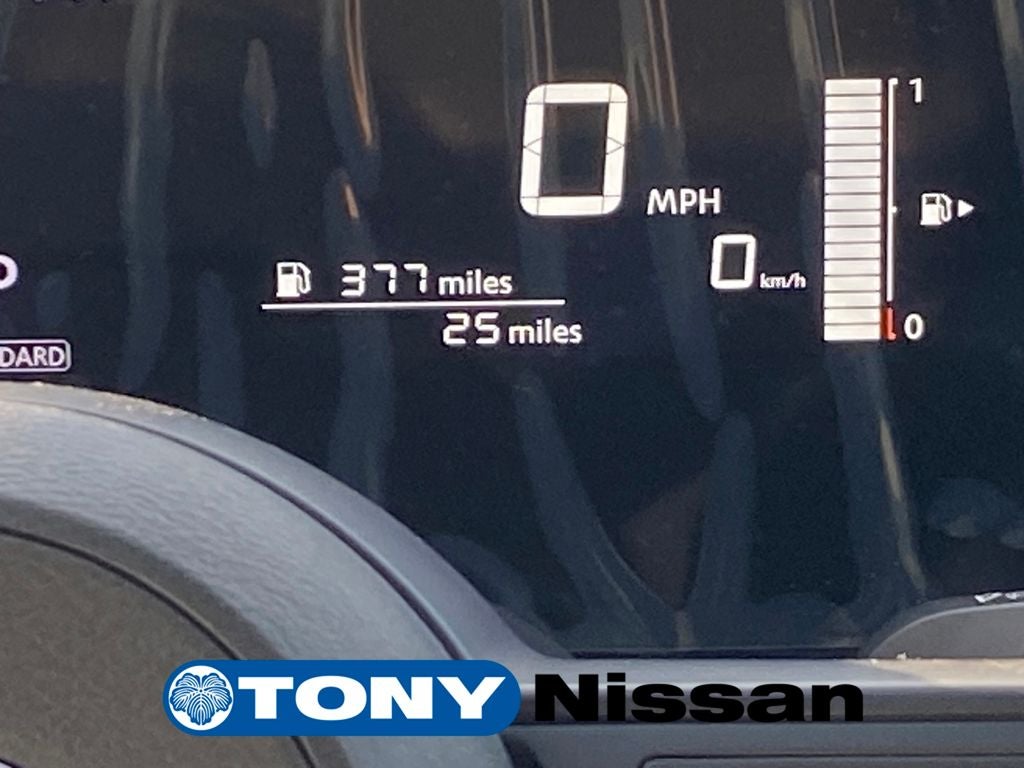 0 MPH
1
0 km/h
377 miles
25 miles
0
DARD
TONY Nissan